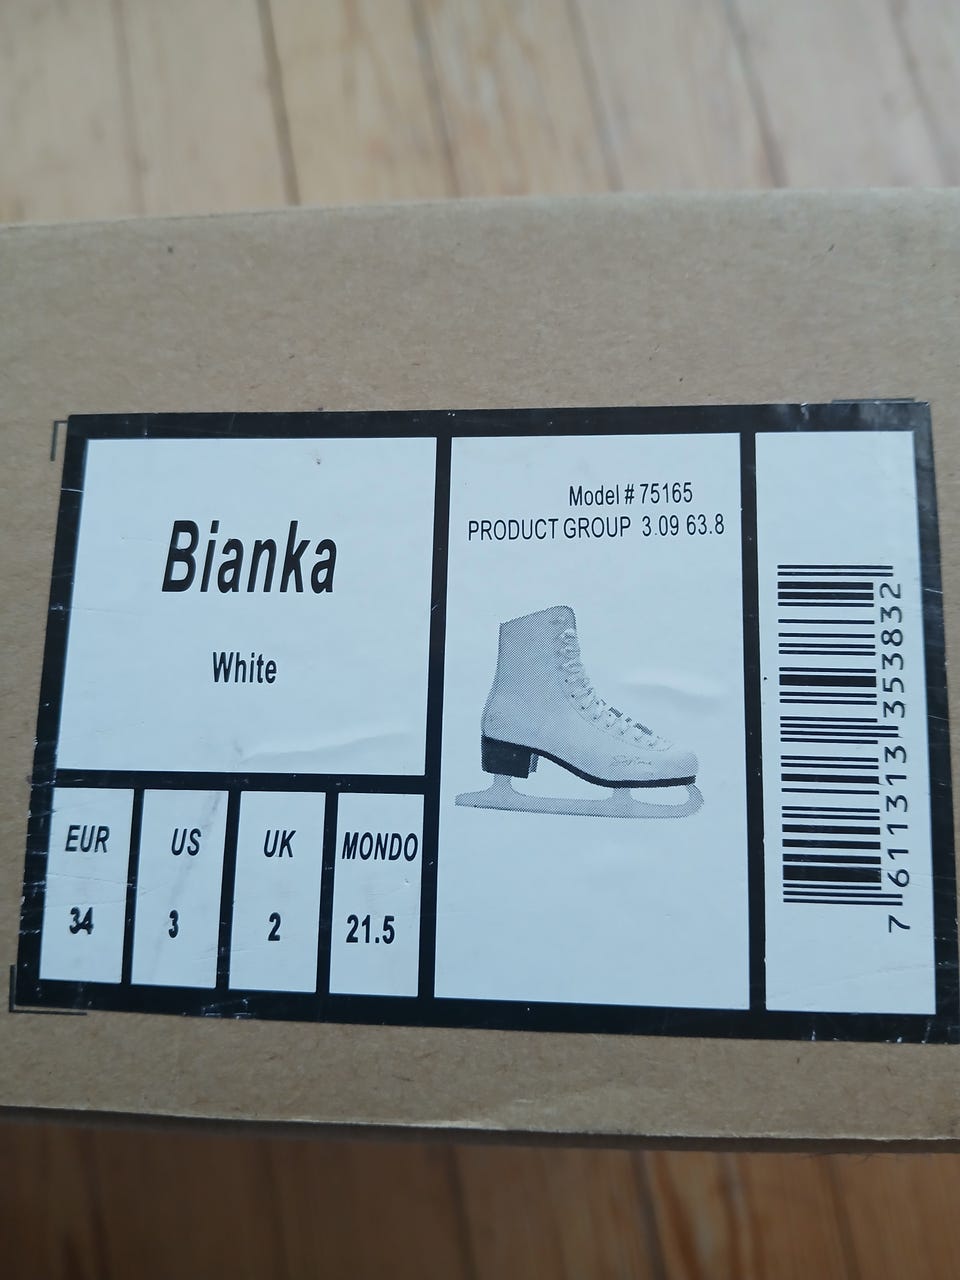 Bianka
White
EUR US UK MONDO
34 3 2 21.5
Model # 75165
PRODUCT GROUP 3.09 63.8
7 611313 353832